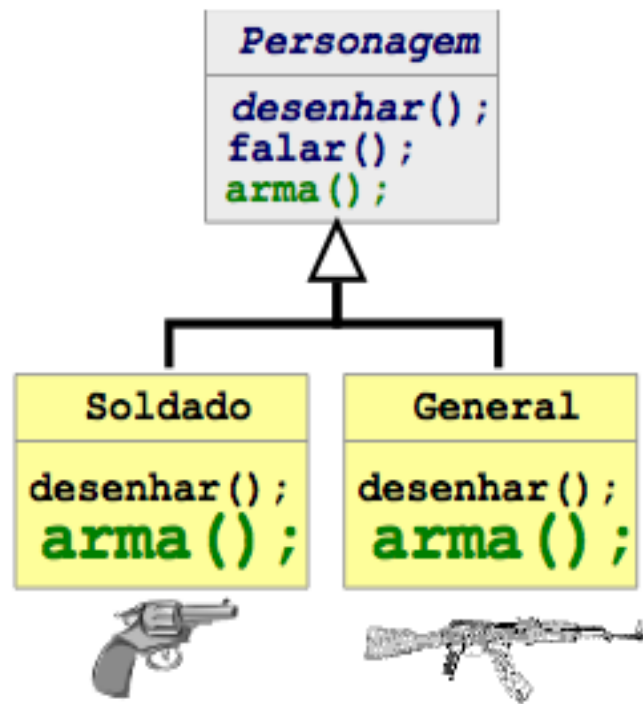 Personagem
desenhar();
falar();
arma();
Soldado
desenhar();
arma();
General
desenhar();
arma();